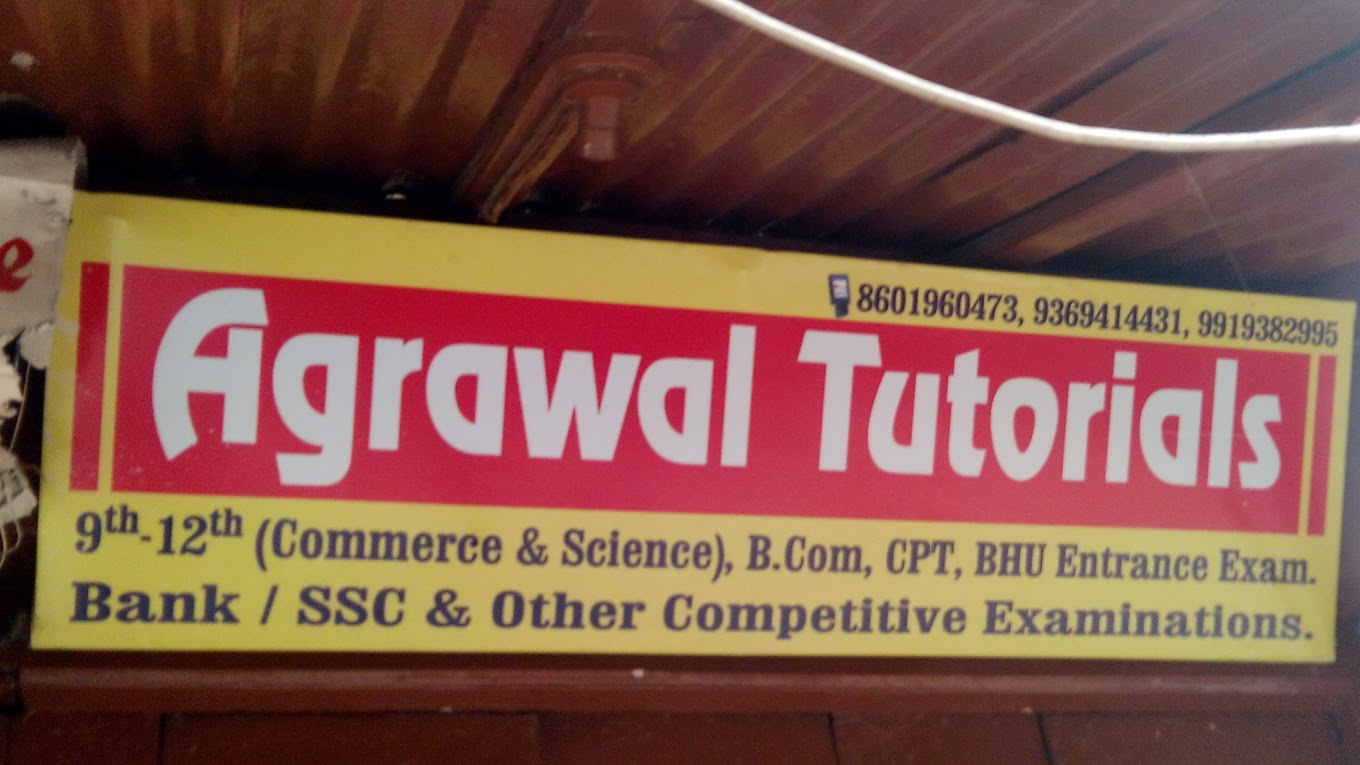 8601960473, 9369414431, 9919382995
Agrawal Tutorials
9th-12th (Commerce & Science), B.Com, CPT, BHU Entrance Exam.
Bank / SSC & Other Competitive Examinations.